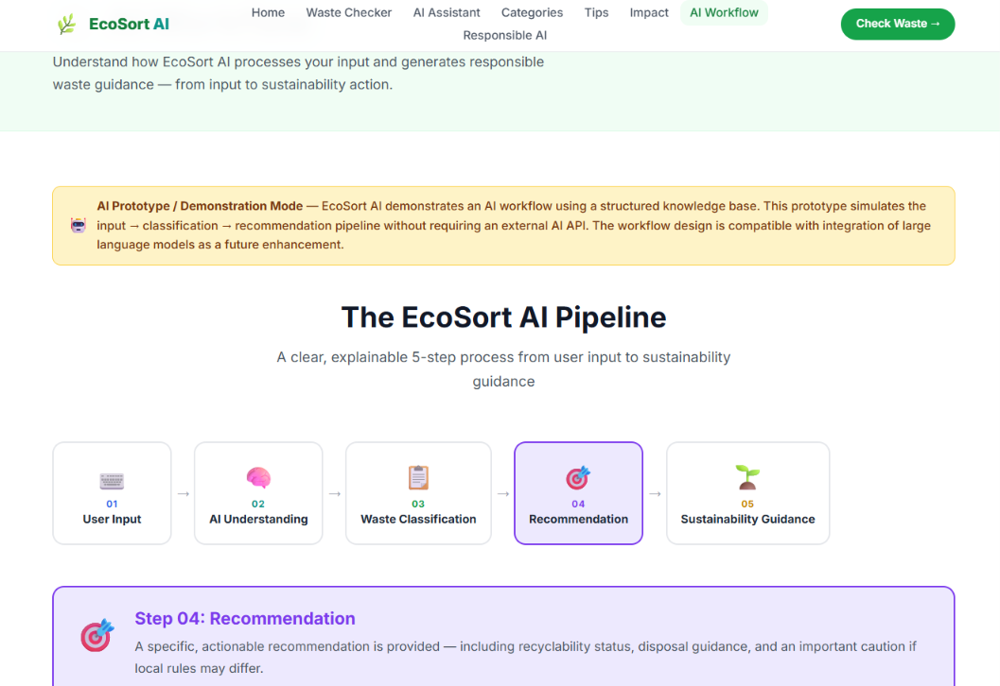 EcoSort AI
Home
Waste Checker
AI Assistant
Categories
Tips
Impact
AI Workflow
Responsible AI
Check Waste →
Understand how EcoSort AI processes your input and generates responsible
waste guidance — from input to sustainability action.
AI Prototype / Demonstration Mode — EcoSort AI demonstrates an AI workflow using a structured knowledge base. This prototype simulates the
input → classification → recommendation pipeline without requiring an external AI API. The workflow design is compatible with integration of large
language models as a future enhancement.
The EcoSort AI Pipeline
A clear, explainable 5-step process from user input to sustainability
guidance
01
User Input
→
02
AI Understanding
→
03
Waste Classification
→
04
Recommendation
→
05
Sustainability Guidance
Step 04: Recommendation
A specific, actionable recommendation is provided — including recyclability status, disposal guidance, and an important caution if
local rules may differ.